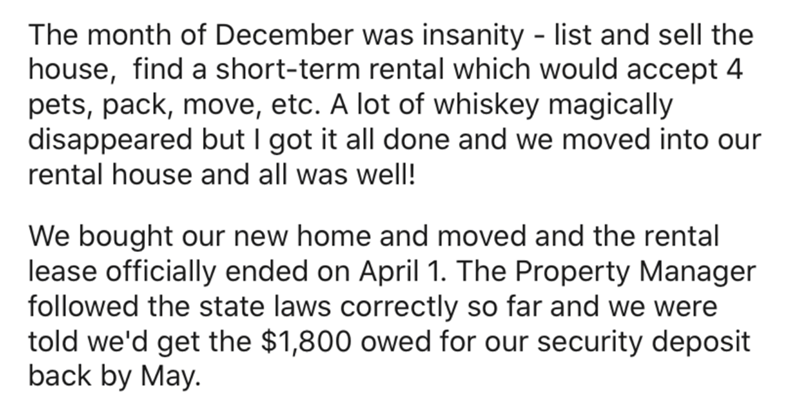 The month of December was insanity - list and sell the
house,  find a short-term rental which would accept 4
pets, pack, move, etc. A lot of whiskey magically
disappeared but I got it all done and we moved into our
rental house and all was well!
We bought our new home and moved and the rental
lease officially ended on April 1. The Property Manager
followed the state laws correctly so far and we were
told we'd get the $1,800 owed for our security deposit
back by May.